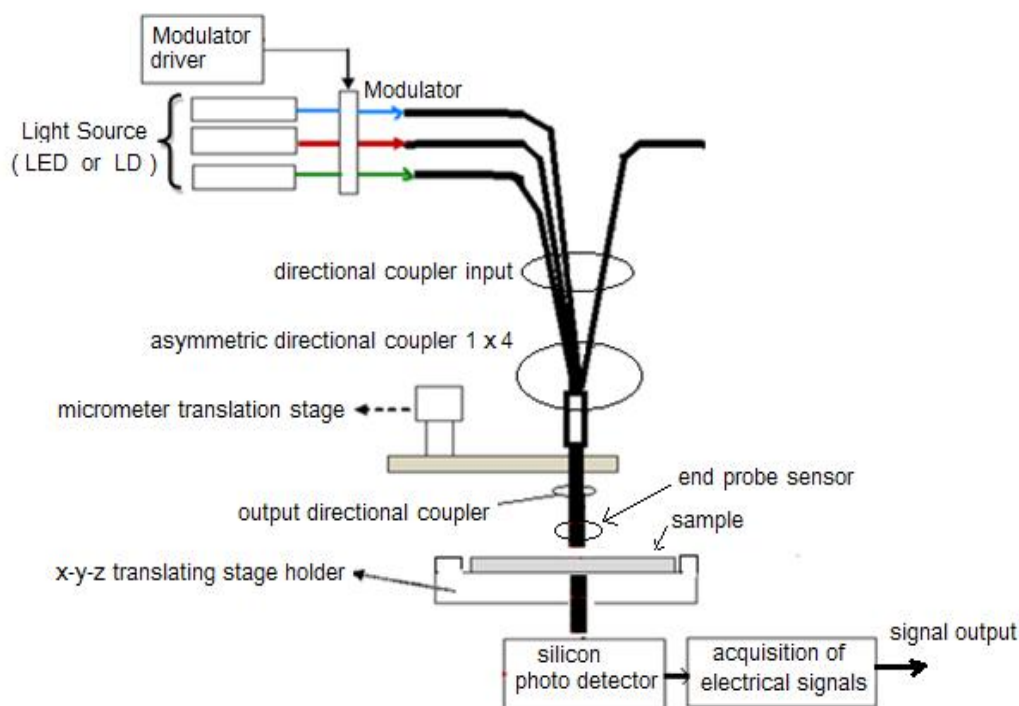 Modulator
driver
Modulator
Light Source
( LED or LD )
directional coupler input
asymmetric directional coupler 1 x 4
micrometer translation stage
end probe sensor
output directional coupler
sample
x-y-z translating stage holder
signal output
silicon
photo detector
acquisition of
electrical signals